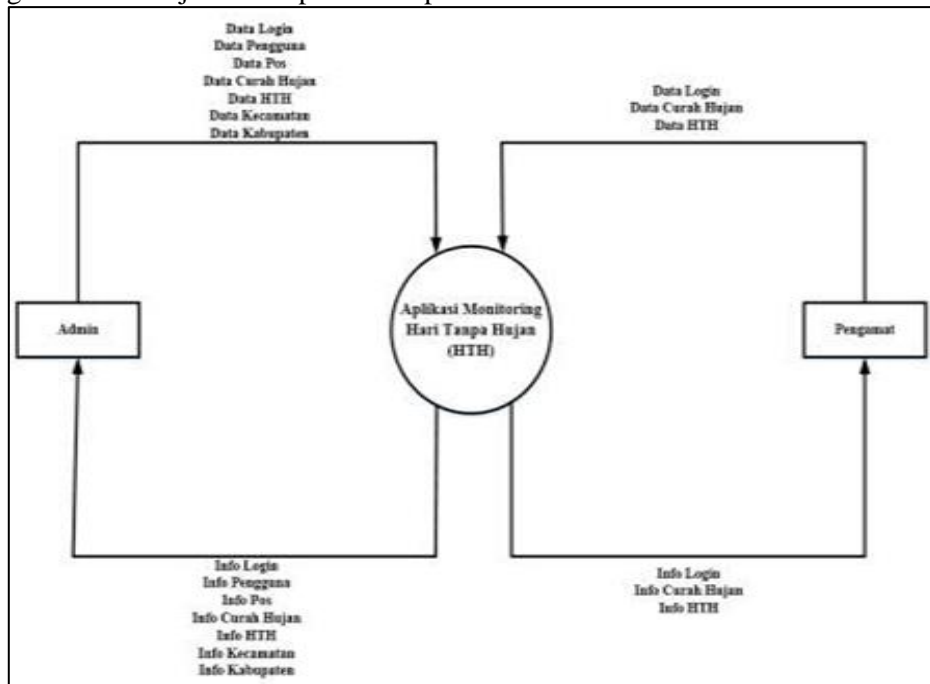 Data Login
Data Pengguna
Data Pos
Data Curah Hujan
Data HTH
Data Kecamatan
Data Kabupaten
Data Login
Data Curah Hujan
Data HTH
Admin
Aplikasi Monitoring
Hari Tanpa Hujan
(HTH)
Pengamat
Info Login
Info Pengguna
Info Pos
Info Curah Hujan
Info HTH
Info Kecamatan
Info Kabupaten
Info Login
Info Curah Hujan
Info HTH